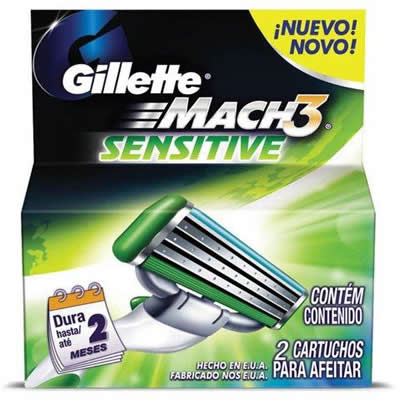 ¡NUEVO!
NOVO!
Gillette®
MACH3®
SENSITIVE
Dura
hasta/
até
2
MESES
CONTÉM
CONTENIDO
2 CARTUCHOS
PARA AFEITAR
HECHO EN E.U.A.
FABRICADO NOS E.U.A.